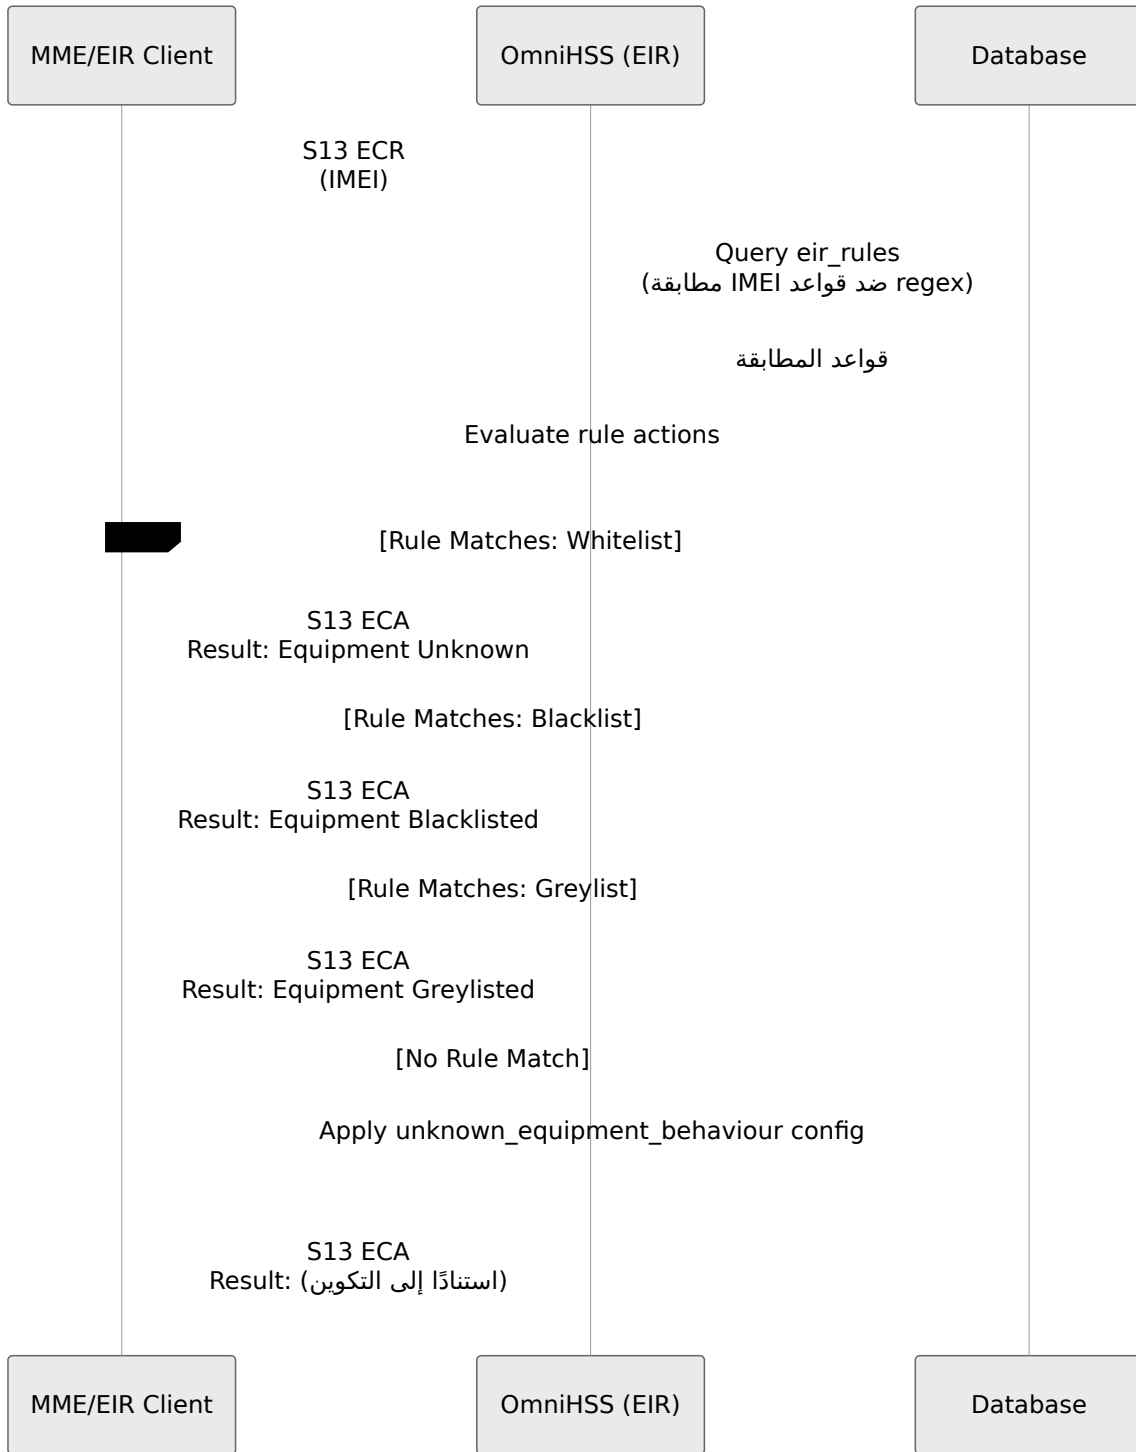 MME/EIR Client
OmniHSS (EIR)
Database
S13 ECR
(IMEI)
Query eir_rules
(مطابقة IMEI ضد قواعد regex)
قواعد المطابقة
Evaluate rule actions
[Rule Matches: Whitelist]
S13 ECA
Result: Equipment Unknown
[Rule Matches: Blacklist]
S13 ECA
Result: Equipment Blacklisted
[Rule Matches: Greylist]
S13 ECA
Result: Equipment Greylisted
[No Rule Match]
Apply unknown_equipment_behaviour config
S13 ECA
Result: (استنادًا إلى التكوين)
MME/EIR Client
OmniHSS (EIR)
Database